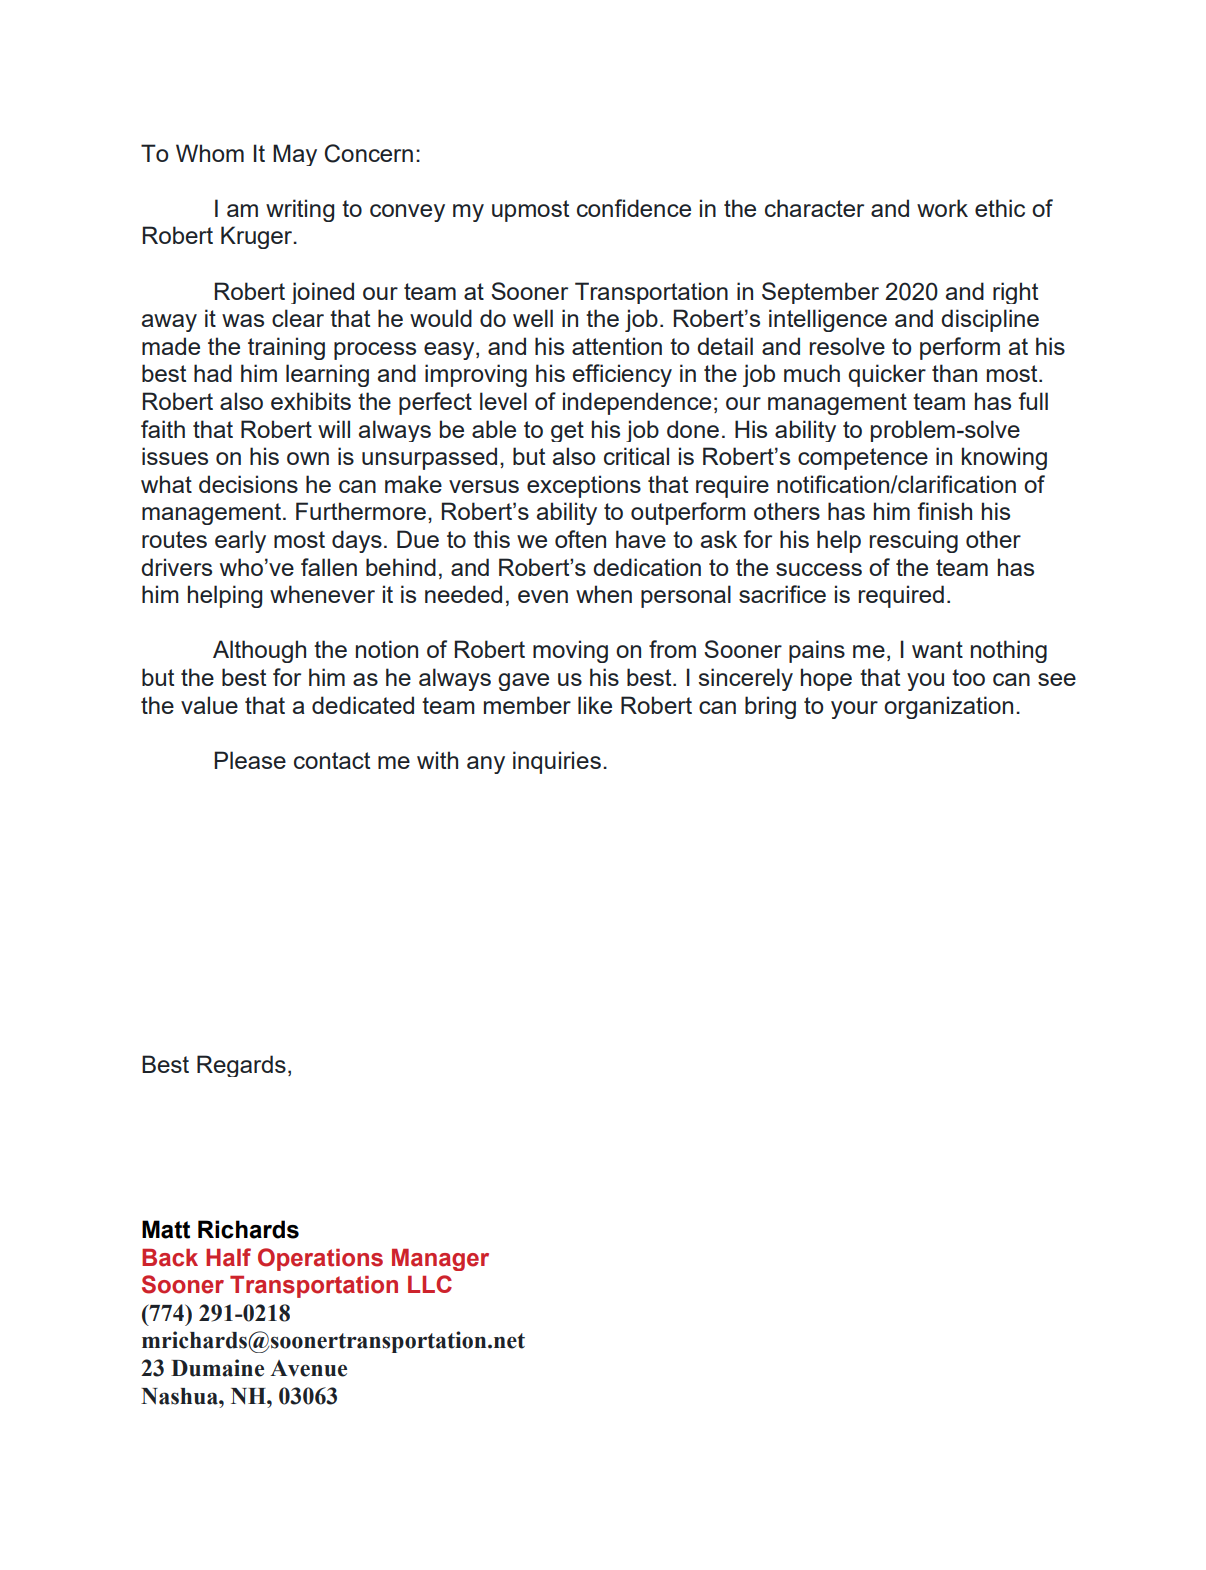 To Whom It May Concern:
I am writing to convey my upmost confidence in the character and work ethic of
Robert Kruger.
Robert joined our team at Sooner Transportation in September 2020 and right
away it was clear that he would do well in the job. Robert’s intelligence and discipline
made the training process easy, and his attention to detail and resolve to perform at his
best had him learning and improving his efficiency in the job much quicker than most.
Robert also exhibits the perfect level of independence; our management team has full
faith that Robert will always be able to get his job done. His ability to problem-solve
issues on his own is unsurpassed, but also critical is Robert’s competence in knowing
what decisions he can make versus exceptions that require notification/clarification of
management. Furthermore, Robert’s ability to outperform others has him finish his
routes early most days. Due to this we often have to ask for his help rescuing other
drivers who’ve fallen behind, and Robert’s dedication to the success of the team has
him helping whenever it is needed, even when personal sacrifice is required.
Although the notion of Robert moving on from Sooner pains me, I want nothing
but the best for him as he always gave us his best. I sincerely hope that you too can see
the value that a dedicated team member like Robert can bring to your organization.
Please contact me with any inquiries.
Best Regards,
Matt Richards
Back Half Operations Manager
Sooner Transportation LLC
(774) 291-0218
mrichards@soonertransportation.net
23 Dumaine Avenue
Nashua, NH, 03063